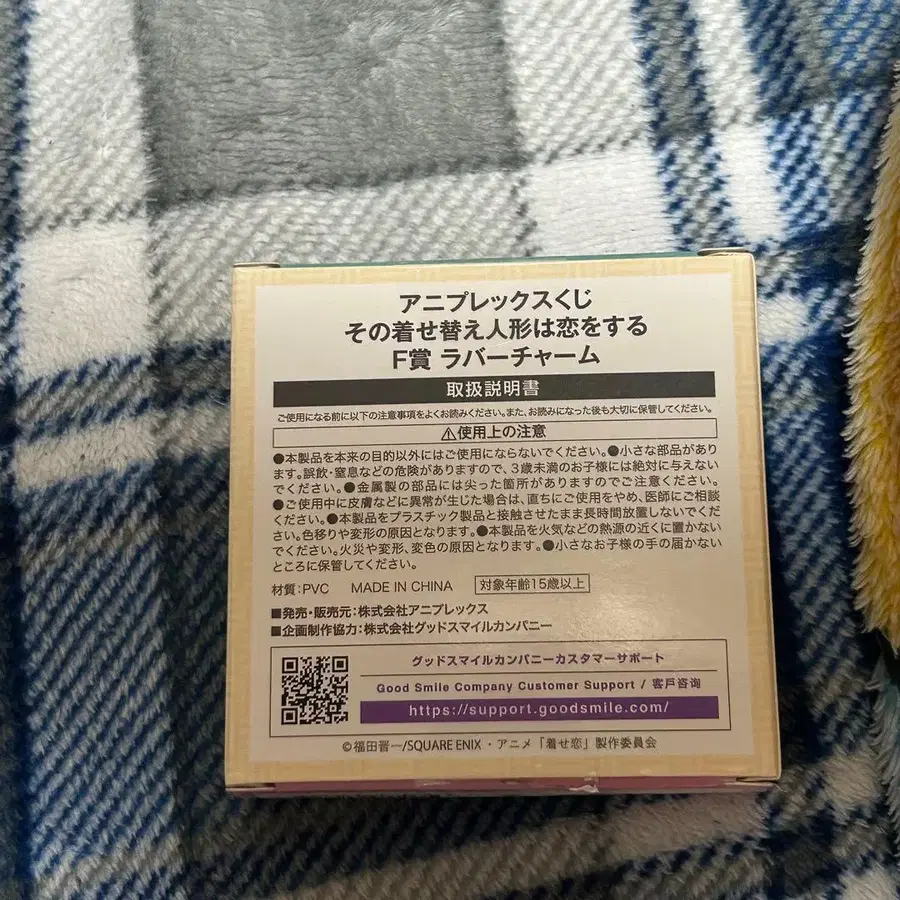 アニプレックスくじ
その着せ替え人形は恋をする
F賞 ラバーチャーム
取扱説明書
ご使用になる前に以下の注意事項をよくお読みください。また、お読みになった後も大切に保管してください。
⚠使用上の注意
●本製品を本来の目的以外にはご使用にならないでください。●小さな部品があり
ます。誤飲・窒息などの危険がありますので、3歳未満のお子様には絶対に与えない
でください。●金属製の部品には尖った箇所がありますのでご注意ください。
●ご使用中に皮膚などに異常が生じた場合は、直ちにご使用をやめ、医師にご相談
ください。●本製品をプラスチック製品と接触させたまま長時間放置しないでくだ
さい。色移りや変形の原因となります。●本製品を火気などの熱源の近くに置かない
でください。火災や変形、変色の原因となります。●小さなお子様の手の届かない
ところに保管してください。
材質：PVC MADE IN CHINA 対象年齢15歳以上
■発売・販売元：株式会社アニプレックス
■企画制作協力：株式会社グッドスマイルカンパニー
グッドスマイルカンパニーカスタマーサポート
Good Smile Company Customer Support / 客戶咨询
https://support.goodsmile.com/
©福田晋一/SQUARE ENIX・アニメ「着せ恋」製作委員会